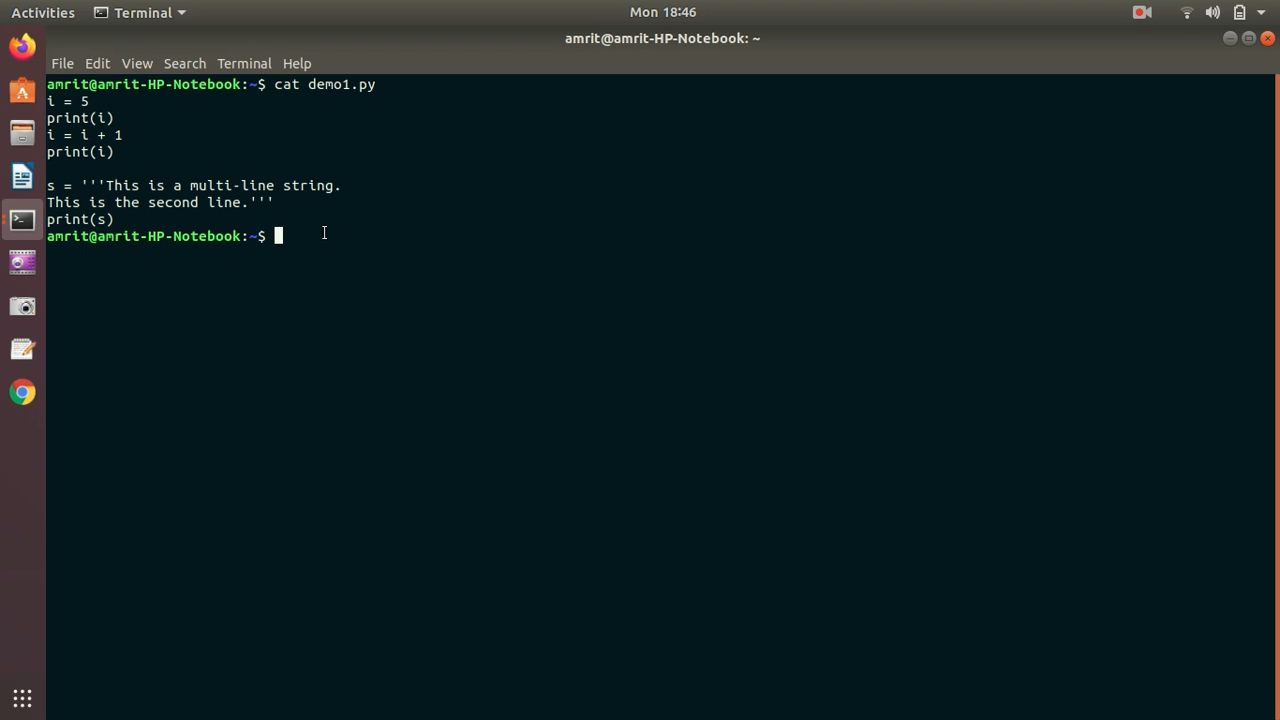 Activities Terminal Mon 18:46
amrit@amrit-HP-Notebook: ~
File Edit View Search Terminal Help
amrit@amrit-HP-Notebook:~$ cat demo1.py
i = 5
print(i)
i = i + 1
print(i)

s = '''This is a multi-line string.
This is the second line.'''
print(s)
amrit@amrit-HP-Notebook:~$